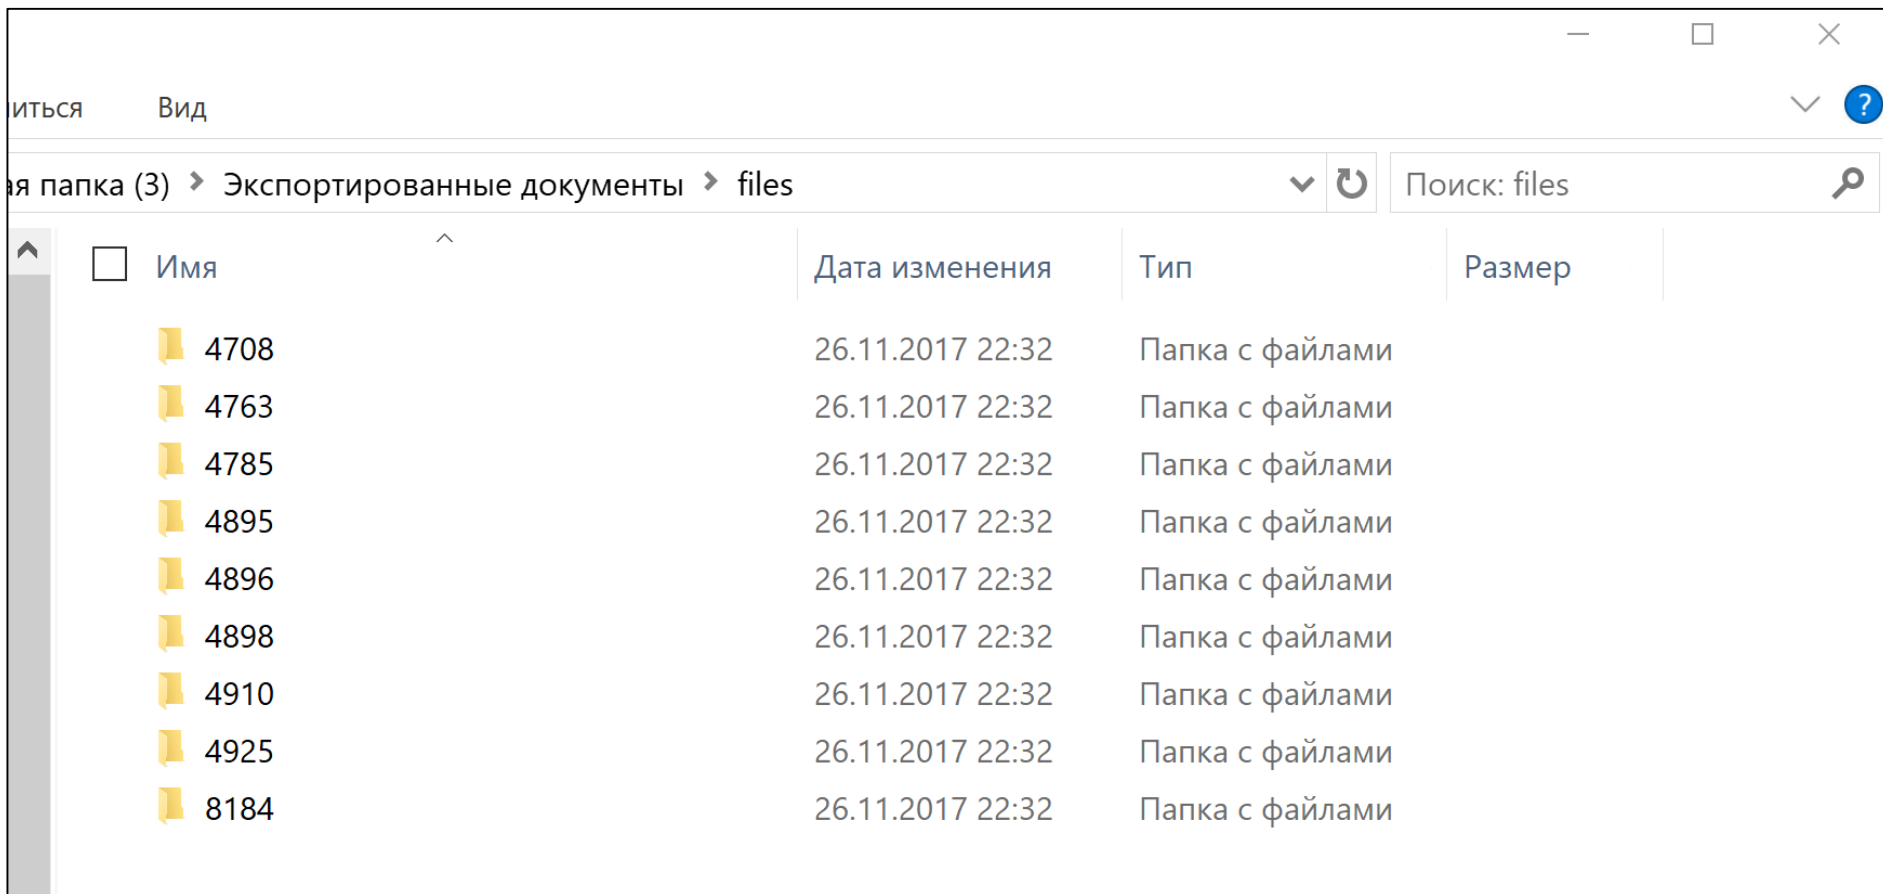 иться Вид ?
ая папка (3) Экспортированные документы files Поиск: files
Имя Дата изменения Тип Размер
4708 26.11.2017 22:32 Папка с файлами
4763 26.11.2017 22:32 Папка с файлами
4785 26.11.2017 22:32 Папка с файлами
4895 26.11.2017 22:32 Папка с файлами
4896 26.11.2017 22:32 Папка с файлами
4898 26.11.2017 22:32 Папка с файлами
4910 26.11.2017 22:32 Папка с файлами
4925 26.11.2017 22:32 Папка с файлами
8184 26.11.2017 22:32 Папка с файлами